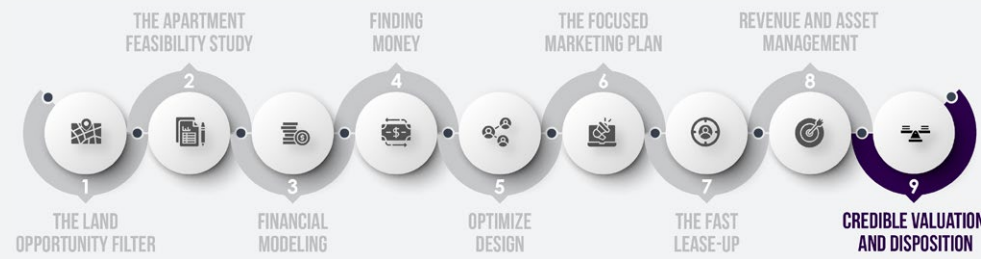 THE APARTMENT
FEASIBILITY STUDY
FINDING
MONEY
THE FOCUSED
MARKETING PLAN
REVENUE AND ASSET
MANAGEMENT
2
4
6
8
$
$
1
3
5
7
9
THE LAND
OPPORTUNITY FILTER
FINANCIAL
MODELING
OPTIMIZE
DESIGN
THE FAST
LEASE-UP
CREDIBLE VALUATION
AND DISPOSITION